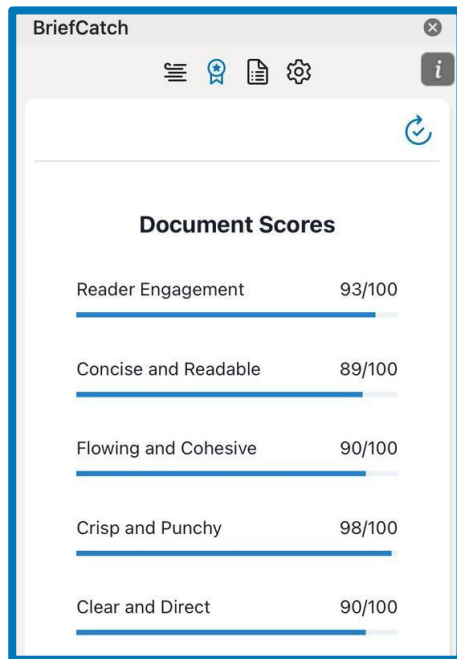 BriefCatch
i
Document Scores
Reader Engagement 93/100
Concise and Readable 89/100
Flowing and Cohesive 90/100
Crisp and Punchy 98/100
Clear and Direct 90/100